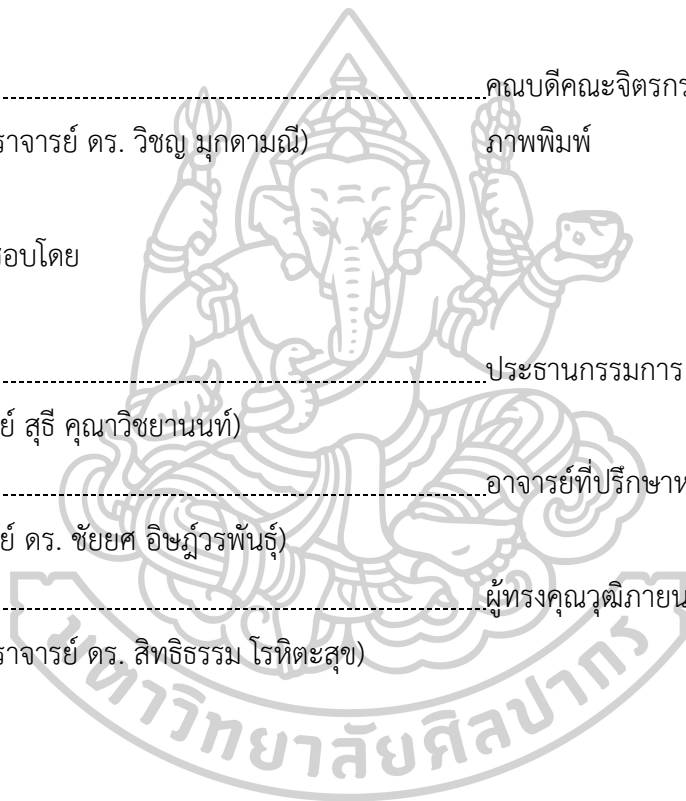 คณบดีคณะจิตรกร
ราจารย์ ดร. วิชญ มุกดามณี) ภาพพิมพ์
อบโดย
ประธานกรรมการ
ย์ สุธี คุณาวิชยานนท์)
อาจารย์ที่ปรึกษาห
ย์ ดร. ชัยยศ อิษฎ์วรพันธุ์)
ผู้ทรงคุณวุฒิภายน
ราจารย์ ดร. สิทธิธรรม โรหิตะสุข)
มหาวิทยาลัยศิลปากร